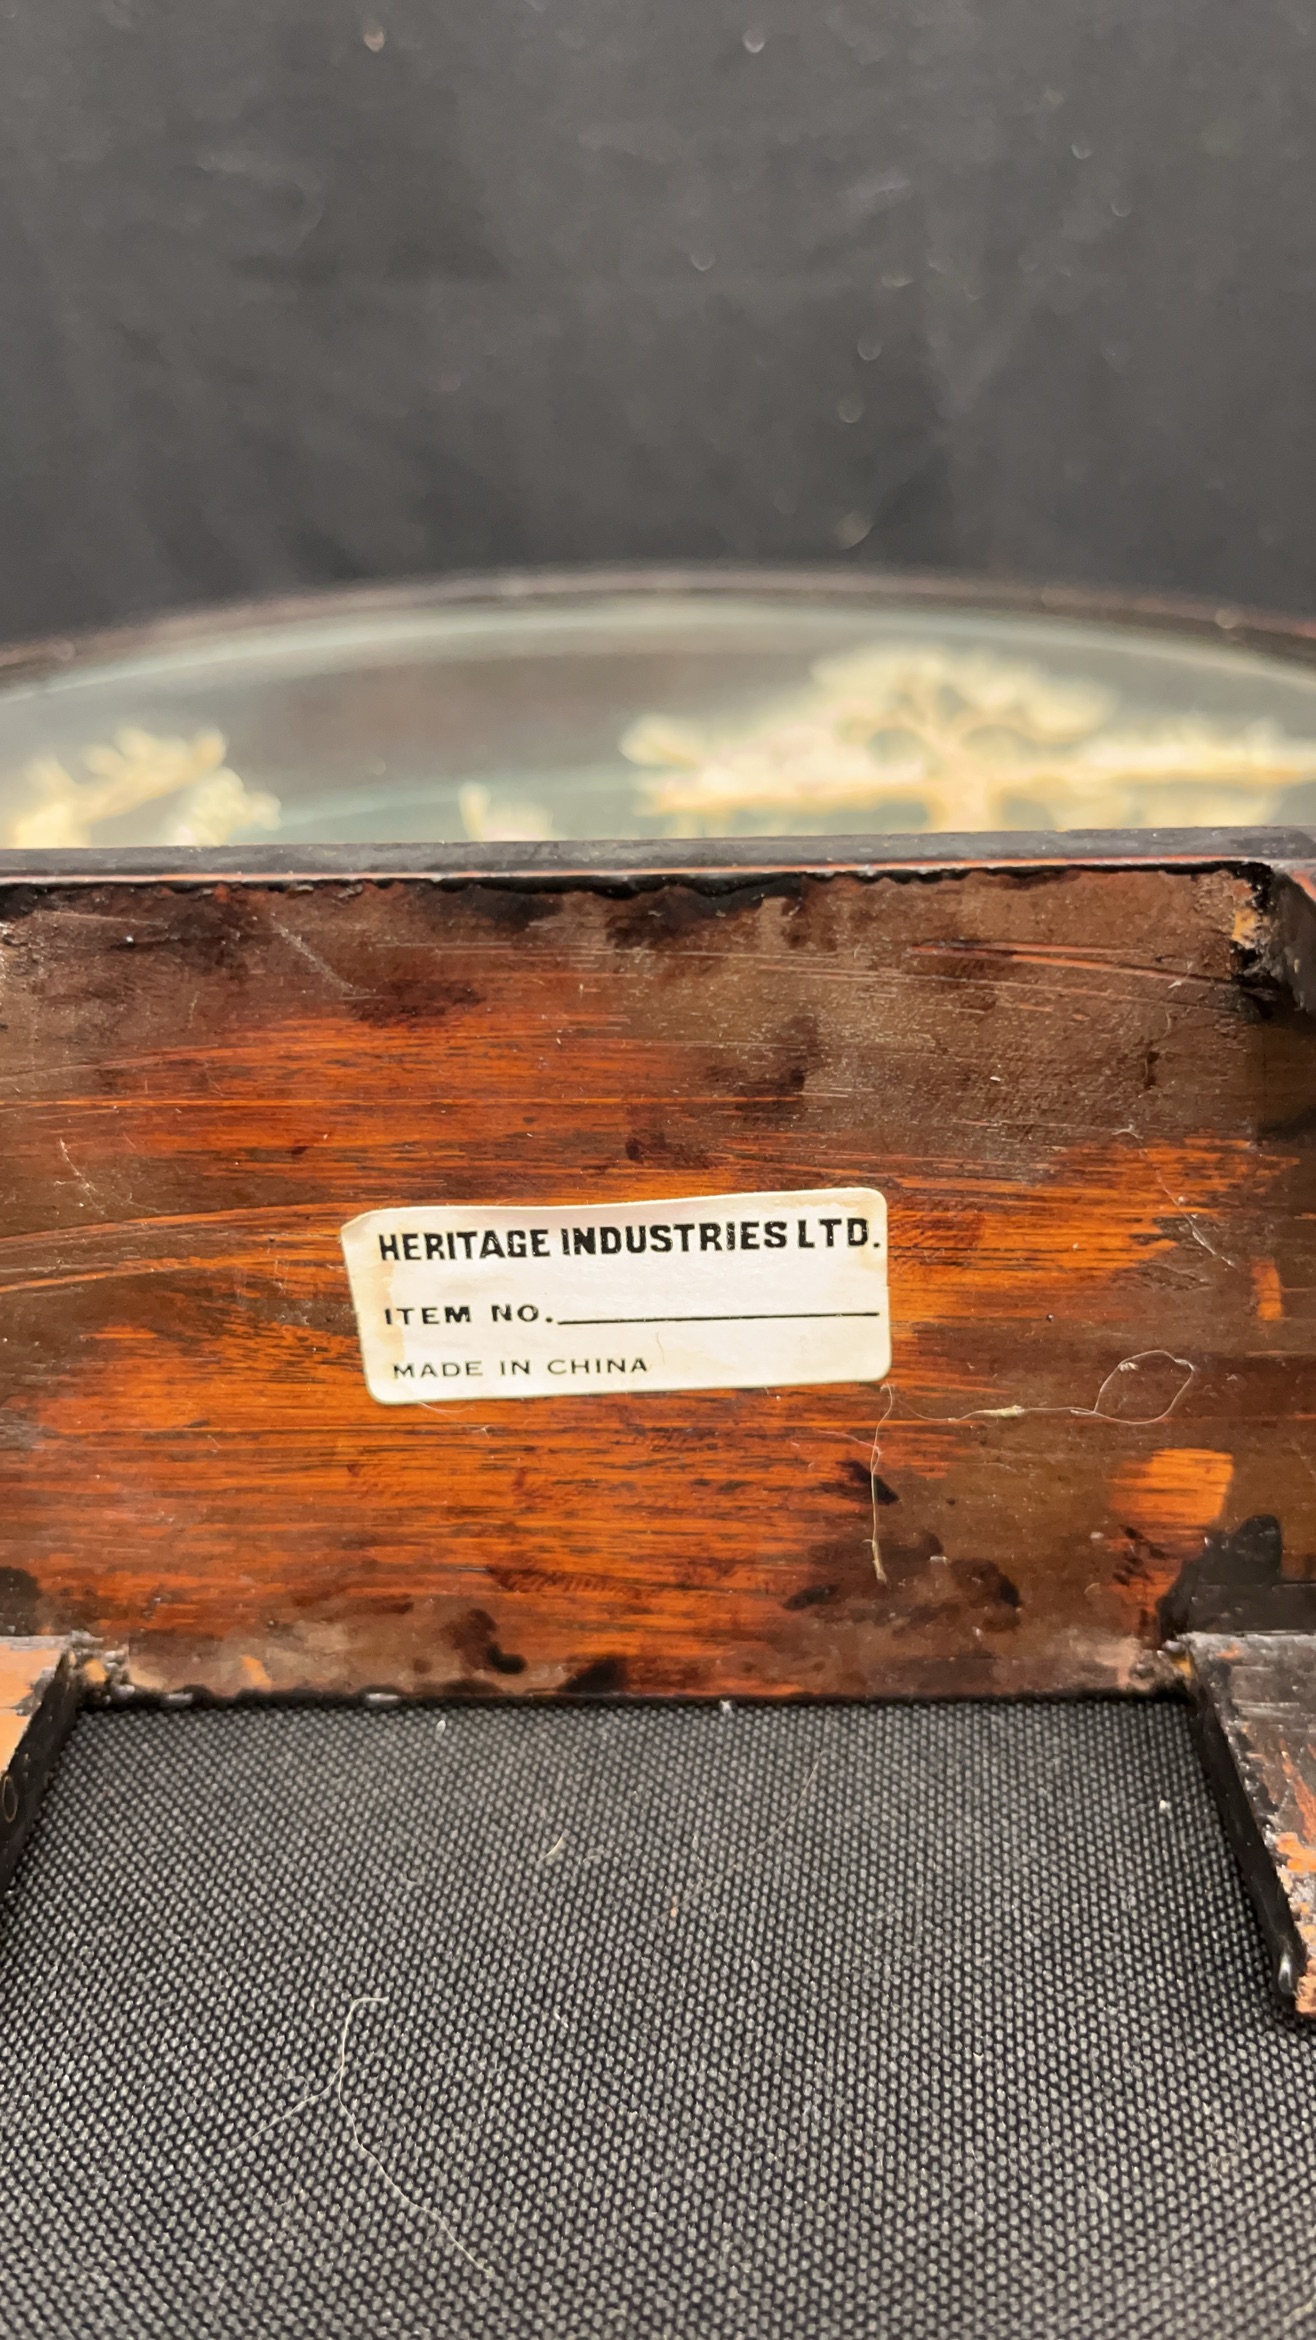 HERITAGE INDUSTRIES LTD.
ITEM NO.
MADE IN CHINA